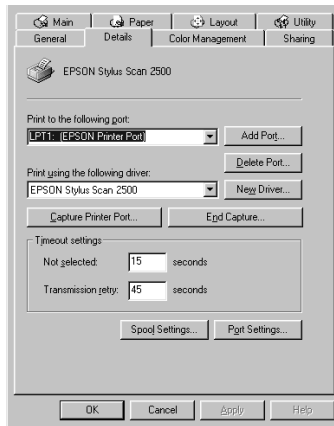 Main Paper Layout Utility
General Details Color Management Sharing
EPSON Stylus Scan 2500
Print to the following port:
LPT1: (EPSON Printer Port) Add Port...
Delete Port...
Print using the following driver:
EPSON Stylus Scan 2500 New Driver...
Capture Printer Port... End Capture...
Timeout settings
Not selected: 15 seconds
Transmission retry: 45 seconds
Spool Settings... Port Settings...
OK Cancel Apply Help